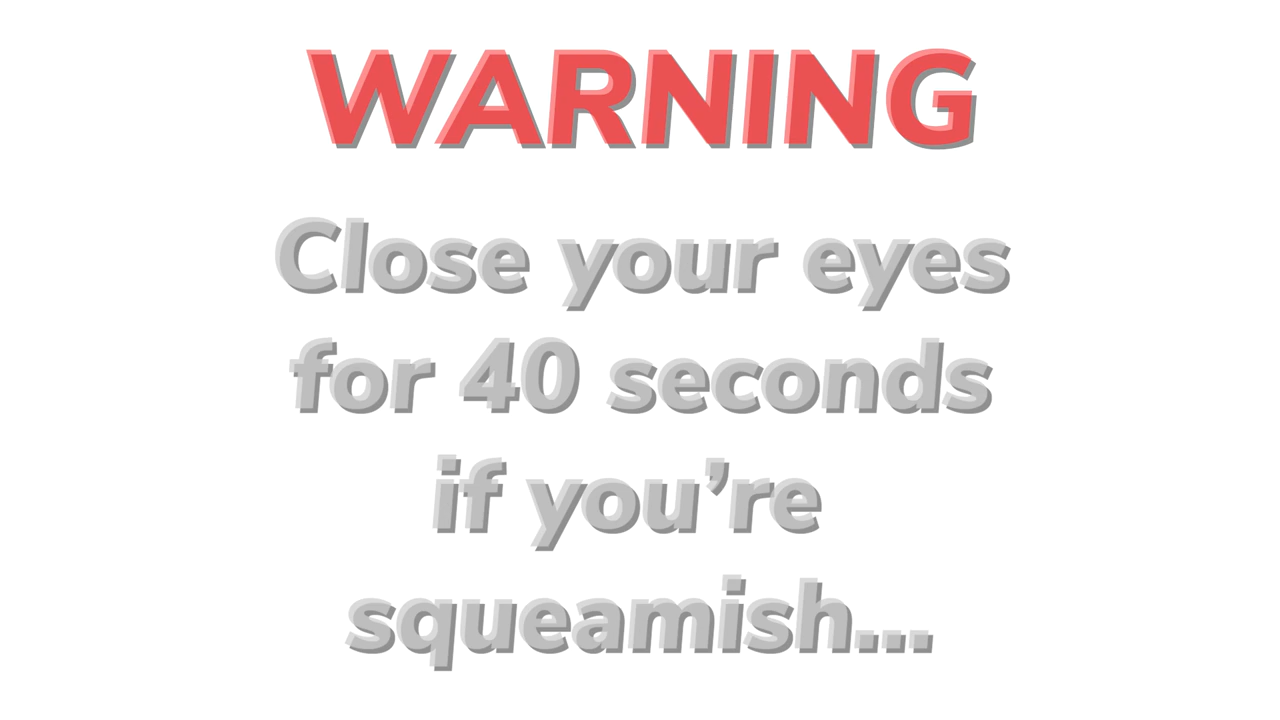 WARNING
Close your eyes
for 40 seconds
if you’re
squeamish...